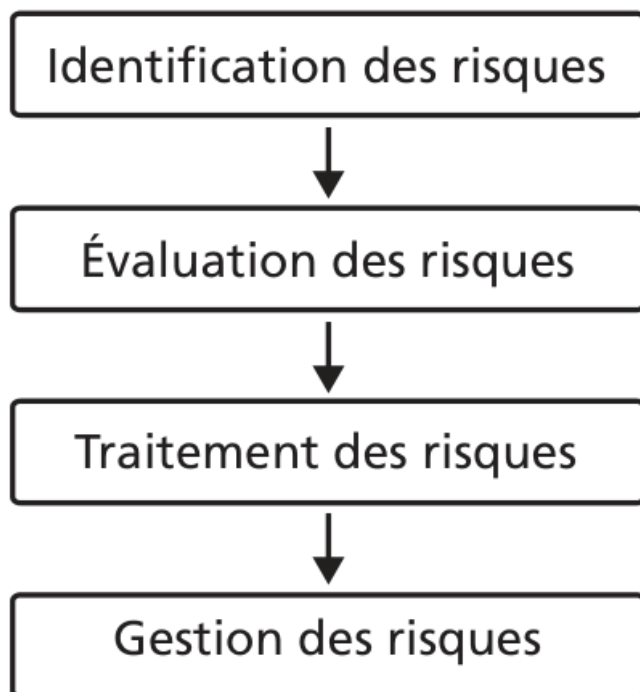 Identification des risques
Évaluation des risques
Traitement des risques
Gestion des risques